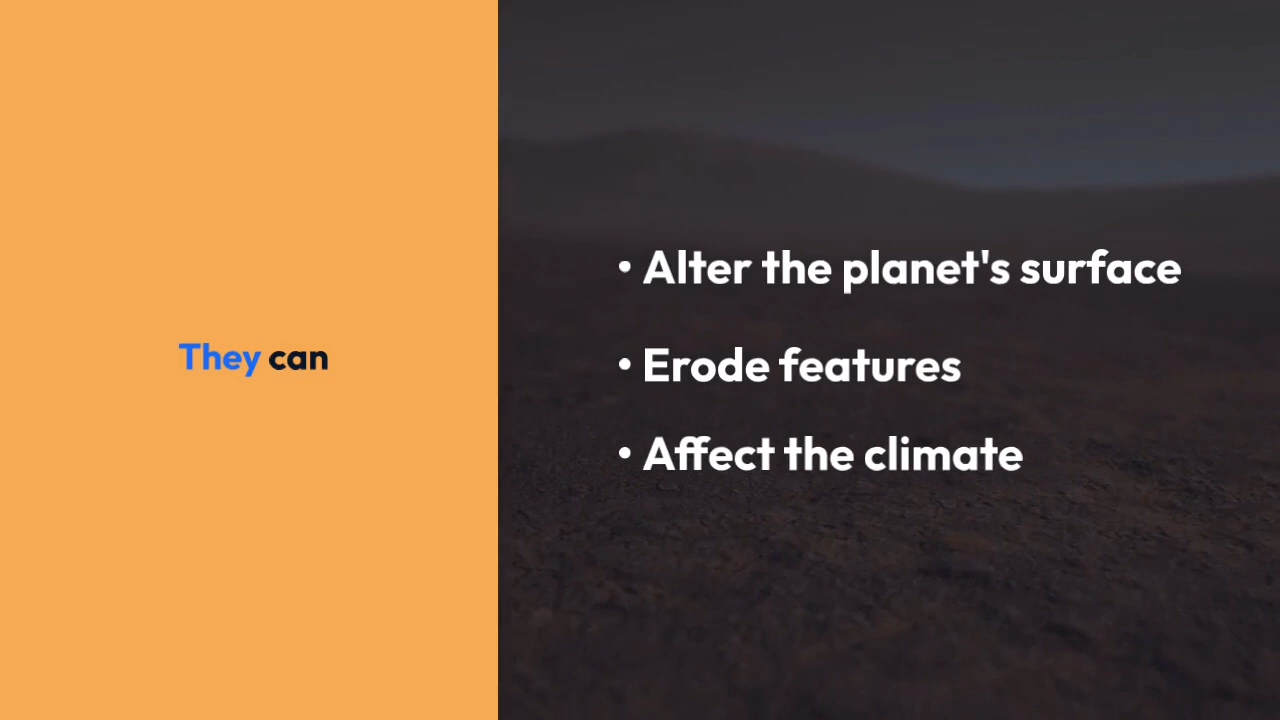 They can
• Alter the planet's surface
• Erode features
• Affect the climate